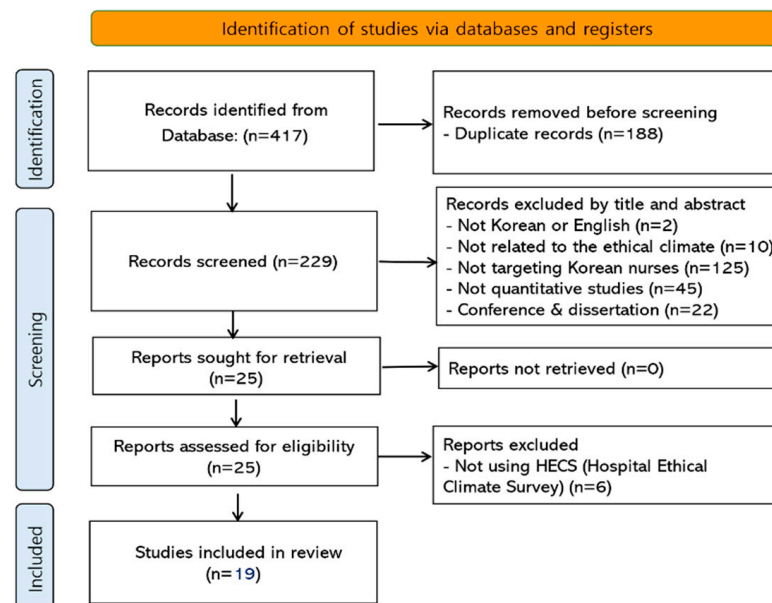 Identification of studies via databases and registers
Identification
Records identified from
Database: (n=417)
Records removed before screening
- Duplicate records (n=188)
Screening
Records screened (n=229)
Records excluded by title and abstract
- Not Korean or English (n=2)
- Not related to the ethical climate (n=10)
- Not targeting Korean nurses (n=125)
- Not quantitative studies (n=45)
- Conference & dissertation (n=22)
Reports sought for retrieval
(n=25)
Reports not retrieved (n=0)
Reports assessed for eligibility
(n=25)
Reports excluded
- Not using HECS (Hospital Ethical
Climate Survey) (n=6)
Included
Studies included in review
(n=19)